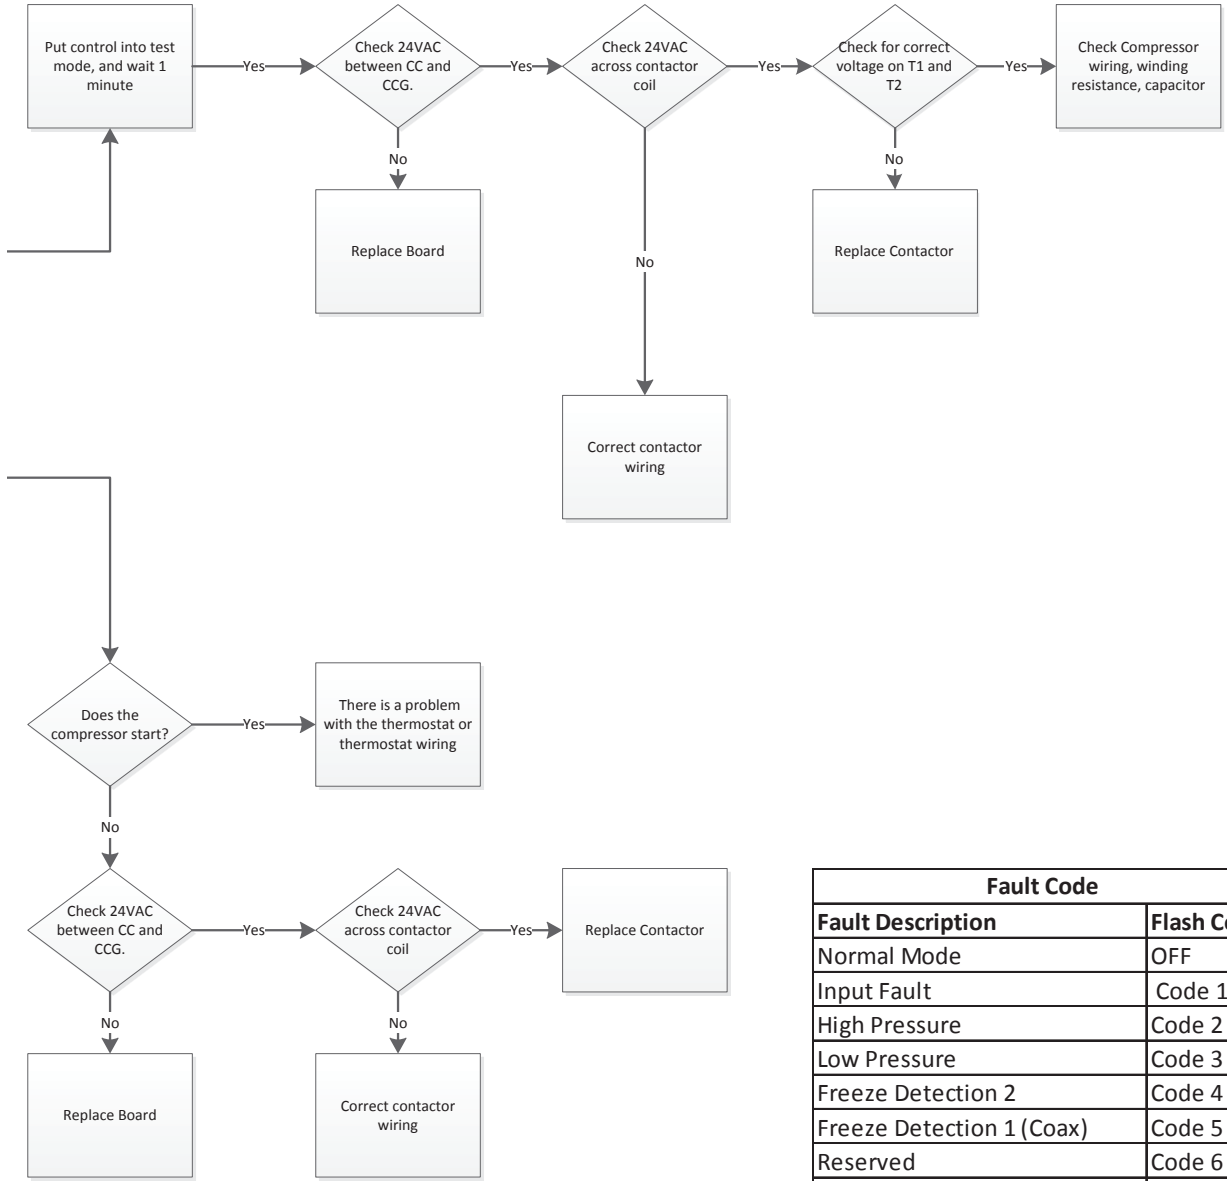 Put control into test
mode, and wait 1
minute
Yes
Check 24VAC
between CC and
CCG.
Yes
Check 24VAC
across contactor
coil
Yes
Check for correct
voltage on T1 and
T2
Yes
Check Compressor
wiring, winding
resistance, capacitor
No
Replace Board
No
Correct contactor
wiring
No
Replace Contactor
Does the
compressor start?
Yes
There is a problem
with the thermostat or
thermostat wiring
No
Check 24VAC
between CC and
CCG.
Yes
Check 24VAC
across contactor
coil
Yes
Replace Contactor
No
Replace Board
No
Correct contactor
wiring
Fault Code
Fault Description Flash
Normal Mode OFF
Input Fault Code 1
High Pressure Code 2
Low Pressure Code 3
Freeze Detection 2 Code 4
Freeze Detection 1 (Coax) Code 5
Reserved Code 6